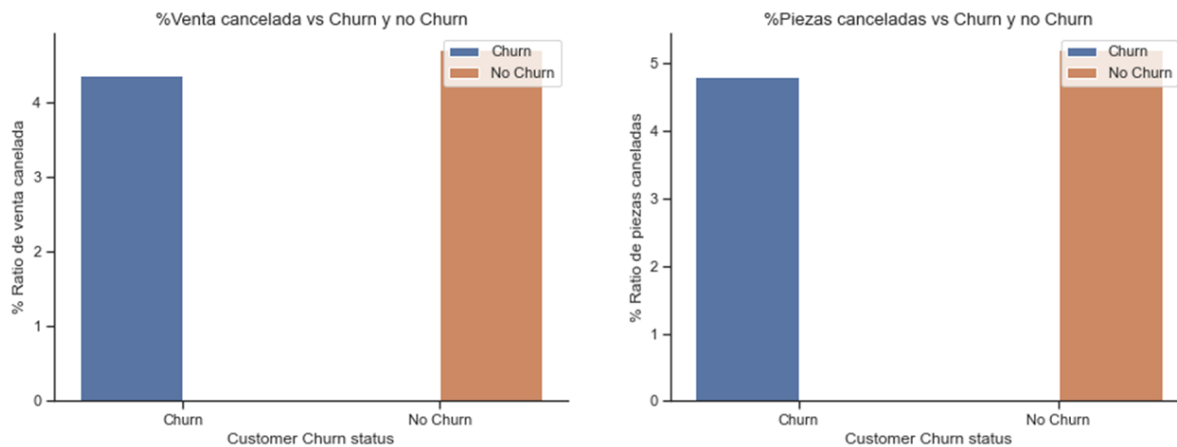 %Venta cancelada vs Churn y no Churn
% Ratio de venta canelada
4
3
2
1
0
Churn
No Churn
Churn
No Churn
Customer Churn status
%Piezas canceladas vs Churn y no Churn
% Ratio de piezas caneladas
5
4
3
2
1
0
Churn
No Churn
Churn
No Churn
Customer Churn status